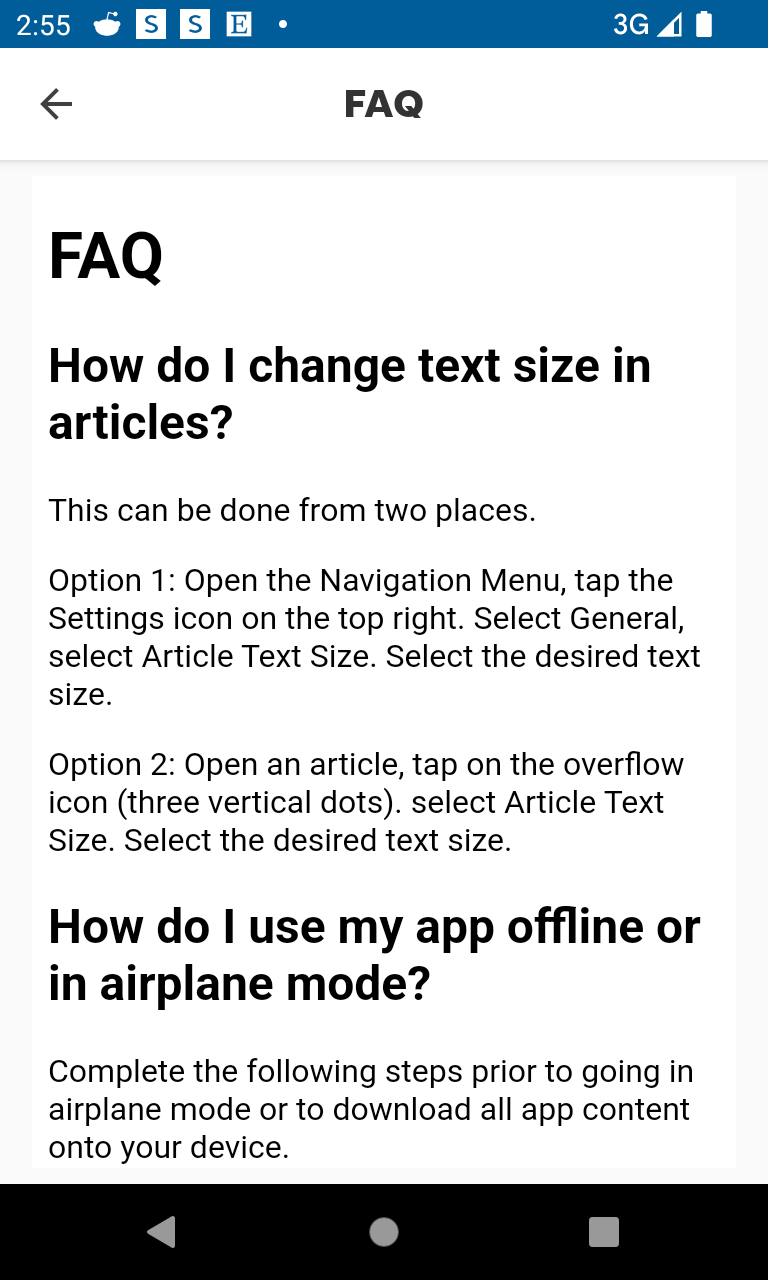 2:55 S S E 3G
FAQ
FAQ
How do I change text size in
articles?
This can be done from two places.
Option 1: Open the Navigation Menu, tap the
Settings icon on the top right. Select General,
select Article Text Size. Select the desired text
size.
Option 2: Open an article, tap on the overflow
icon (three vertical dots). select Article Text
Size. Select the desired text size.
How do I use my app offline or
in airplane mode?
Complete the following steps prior to going in
airplane mode or to download all app content
onto your device.